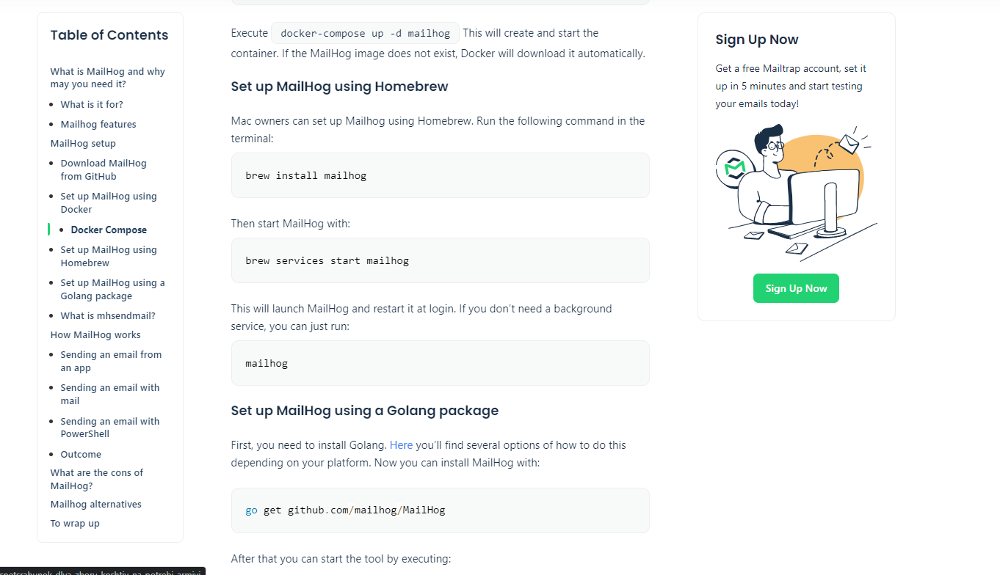 Table of Contents
What is MailHog and why
may you need it?
What is it for?
Mailhog features
MailHog setup
Download MailHog
from GitHub
Set up MailHog using
Docker
Docker Compose
Set up MailHog using
Homebrew
Set up MailHog using a
Golang package
What is mhsendmail?
How MailHog works
Sending an email from
an app
Sending an email with
mail
Sending an email with
PowerShell
Outcome
What are the cons of
MailHog?
Mailhog alternatives
To wrap up
Execute docker-compose up -d mailhog This will create and start the
container. If the MailHog image does not exist, Docker will download it automatically.
Set up MailHog using Homebrew
Mac owners can set up Mailhog using Homebrew. Run the following command in the
terminal:
brew install mailhog
Then start MailHog with:
brew services start mailhog
This will launch MailHog and restart it at login. If you don’t need a background
service, you can just run:
mailhog
Set up MailHog using a Golang package
First, you need to install Golang. Here you’ll find several options of how to do this
depending on your platform. Now you can install MailHog with:
go get github.com/mailhog/MailHog
After that you can start the tool by executing:
Sign Up Now
Get a free Mailtrap account, set it
up in 5 minutes and start testing
your emails today!
Sign Up Now